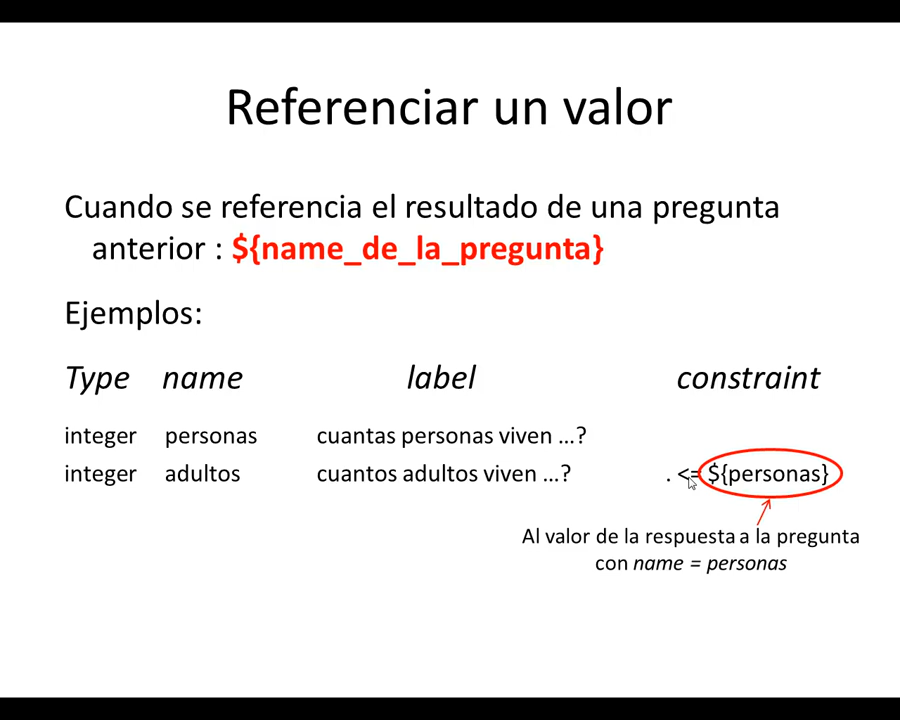 Referenciar un valor
Cuando se referencia el resultado de una pregunta
anterior : ${name_de_la_pregunta}
Ejemplos:
Type name label constraint
integer personas cuantas personas viven ...?
integer adultos cuantos adultos viven ...? . <= ${personas}
Al valor de la respuesta a la pregunta
con name = personas